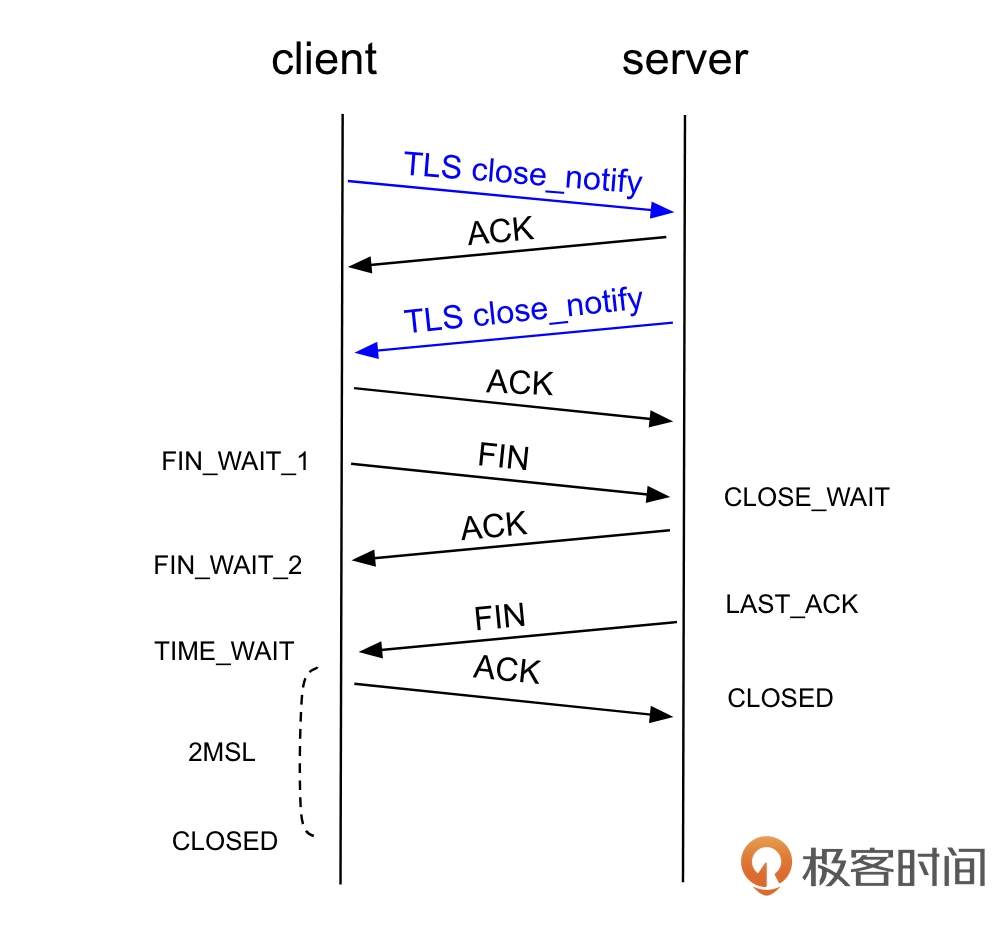 client
server
TLS close_notify
ACK
TLS close_notify
ACK
FIN_WAIT_1
FIN
CLOSE_WAIT
ACK
FIN_WAIT_2
LAST_ACK
FIN
TIME_WAIT
ACK
CLOSED
2MSL
CLOSED
极客时间